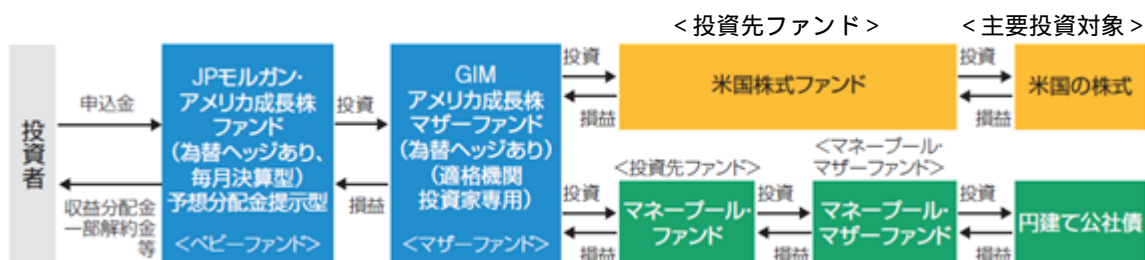 <投資先ファンド>
<主要投資対象>
投資者
申込金
収益分配金
一部解約金
等
JPモルガン・
アメリカ成長株
ファンド
(為替ヘッジあり、
毎月決算型)
予想分配金提示型
<ベビーファンド>
投資
損益
GIM
アメリカ成長株
マザーファンド
(為替ヘッジあり)
(適格機関
投資家専用)
<マザーファンド>
投資
損益
米国株式ファンド
投資
損益
米国の株式
投資
損益
<投資先ファンド>
マネープール・
ファンド
投資
損益
<マネープール・
マザーファンド>
マネープール・
マザーファンド
投資
損益
円建て公社債